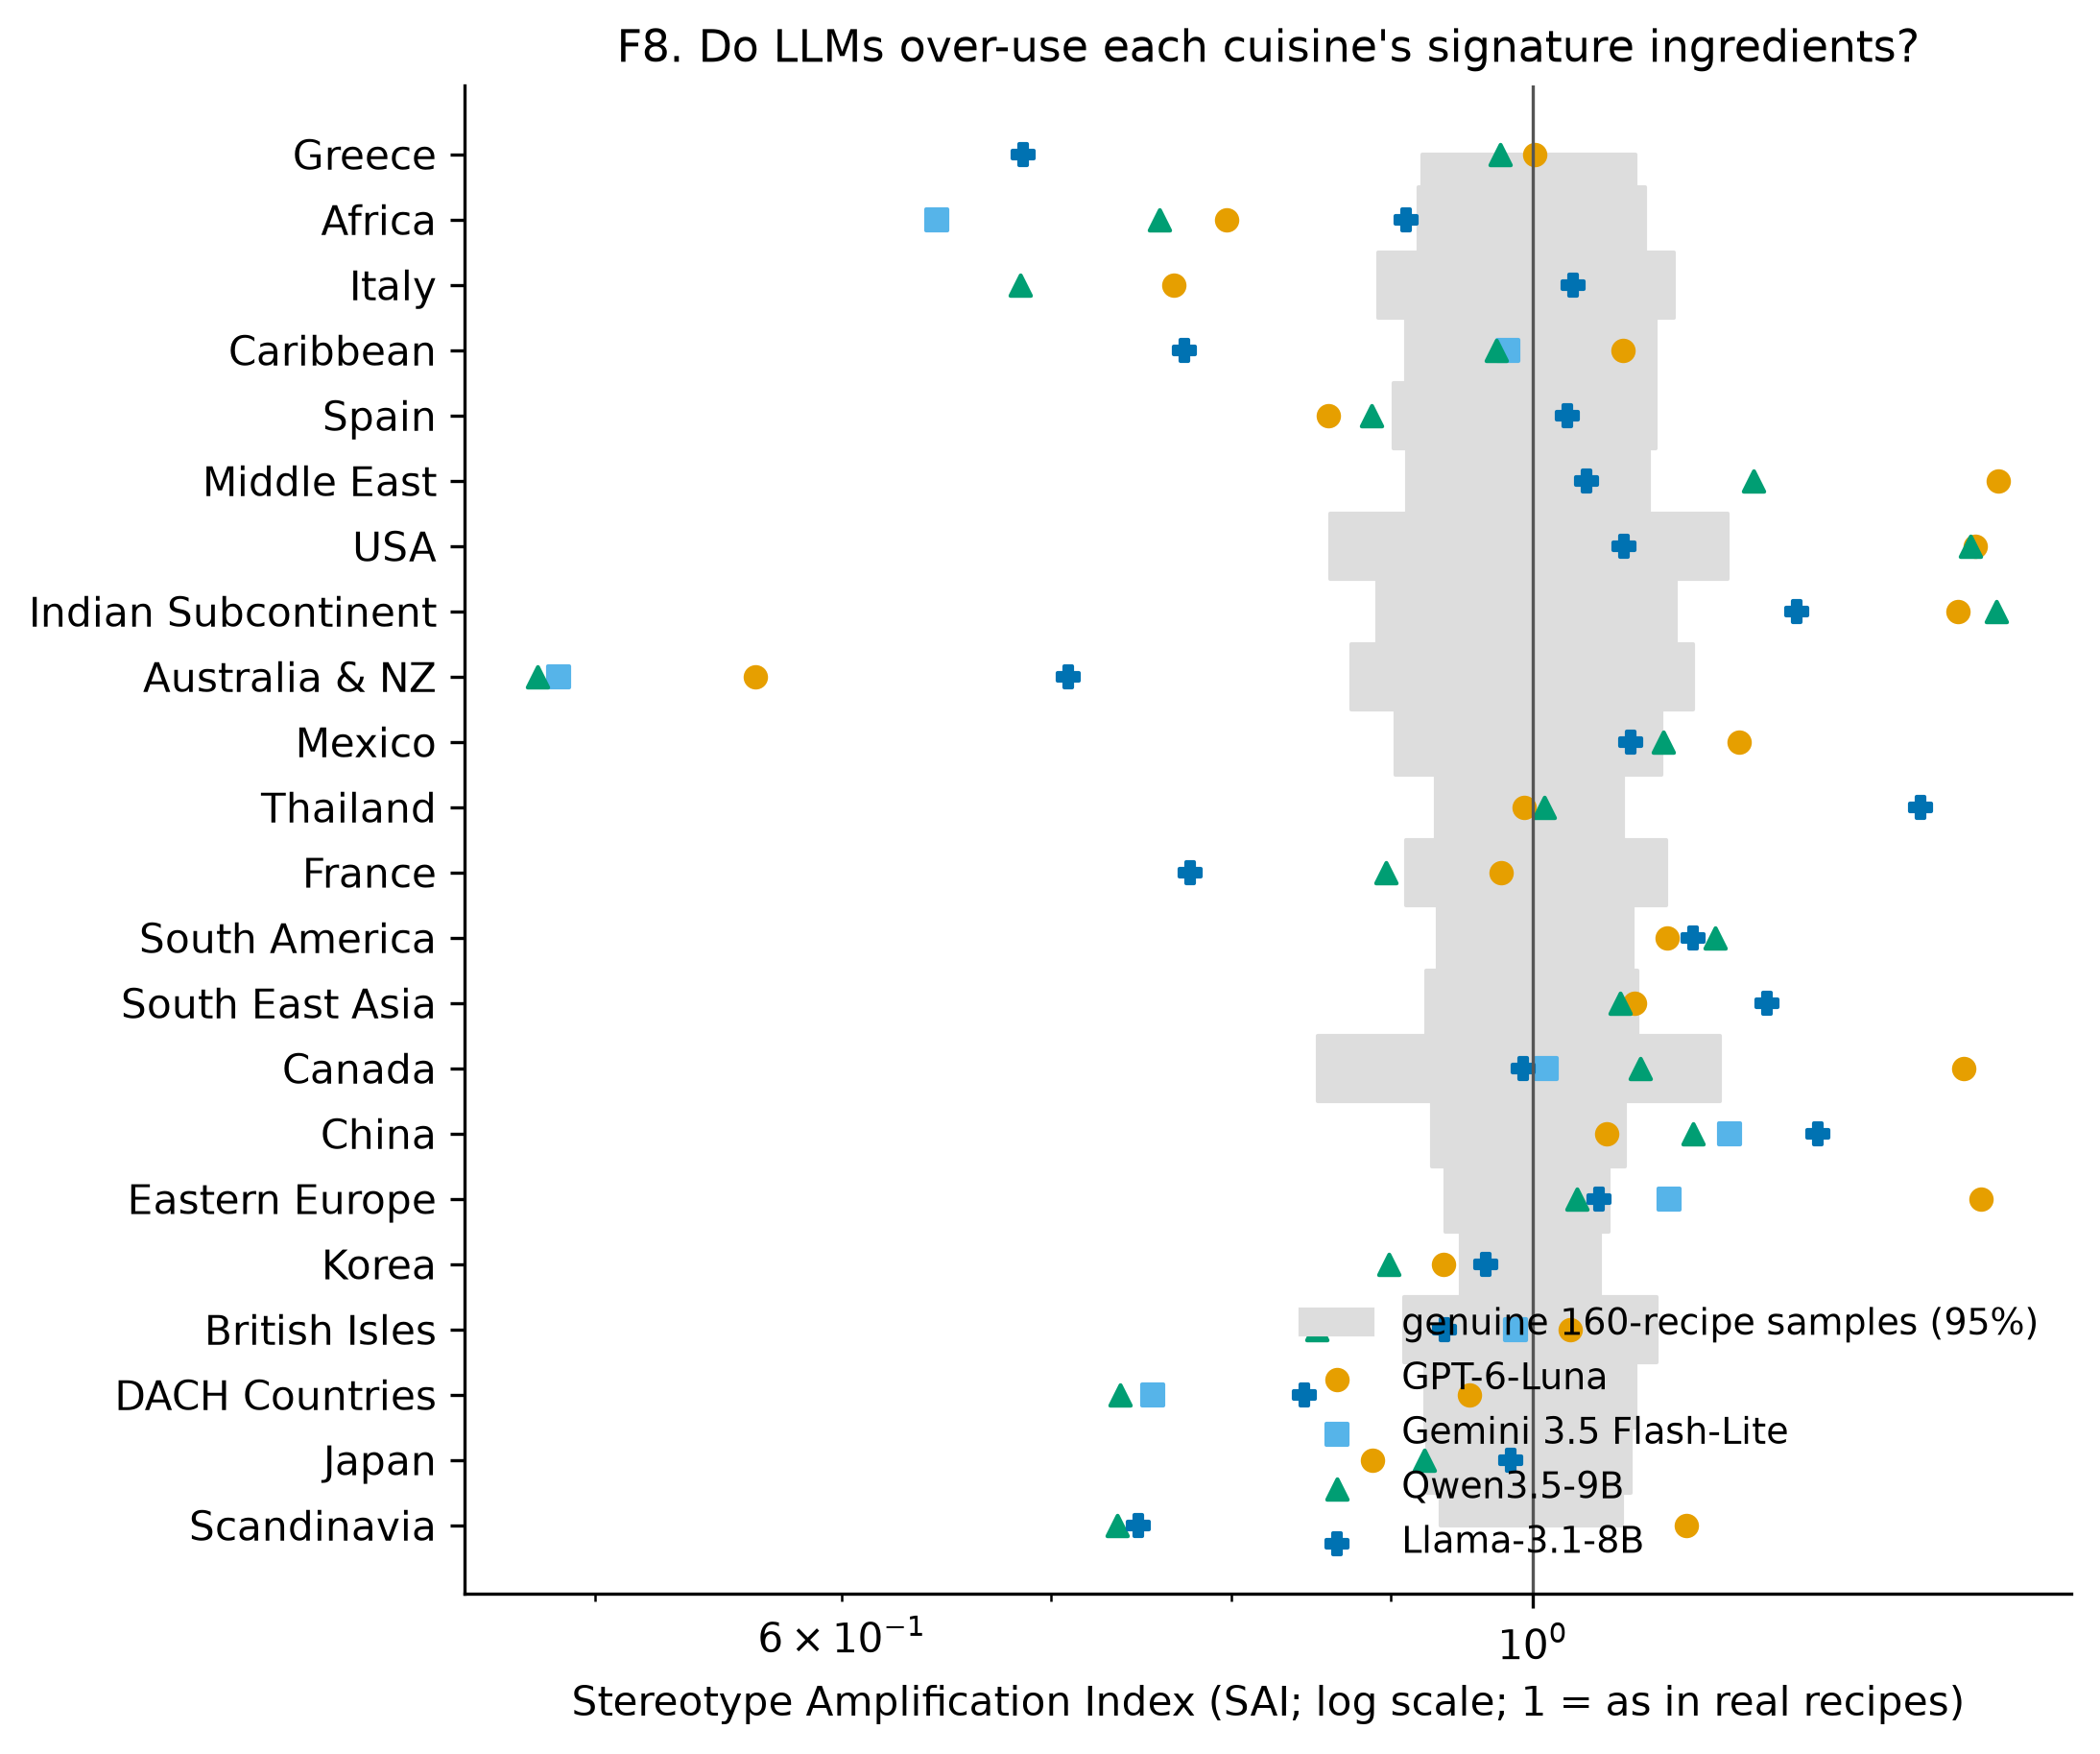 F8. Do LLMs over-use each cuisine's signature ingredients?
Greece
Africa
Italy
Caribbean
Spain
Middle East
USA
Indian Subcontinent
Australia & NZ
Mexico
Thailand
France
South America
South East Asia
Canada
China
Eastern Europe
Korea
British Isles
DACH Countries
Japan
Scandinavia
genuine 160-recipe samples (95%)
GPT-6-Luna
Gemini 3.5 Flash-Lite
Qwen3.5-9B
Llama-3.1-8B
6 × 10⁻¹
10⁰
Stereotype Amplification Index (SAI; log scale; 1 = as in real recipes)